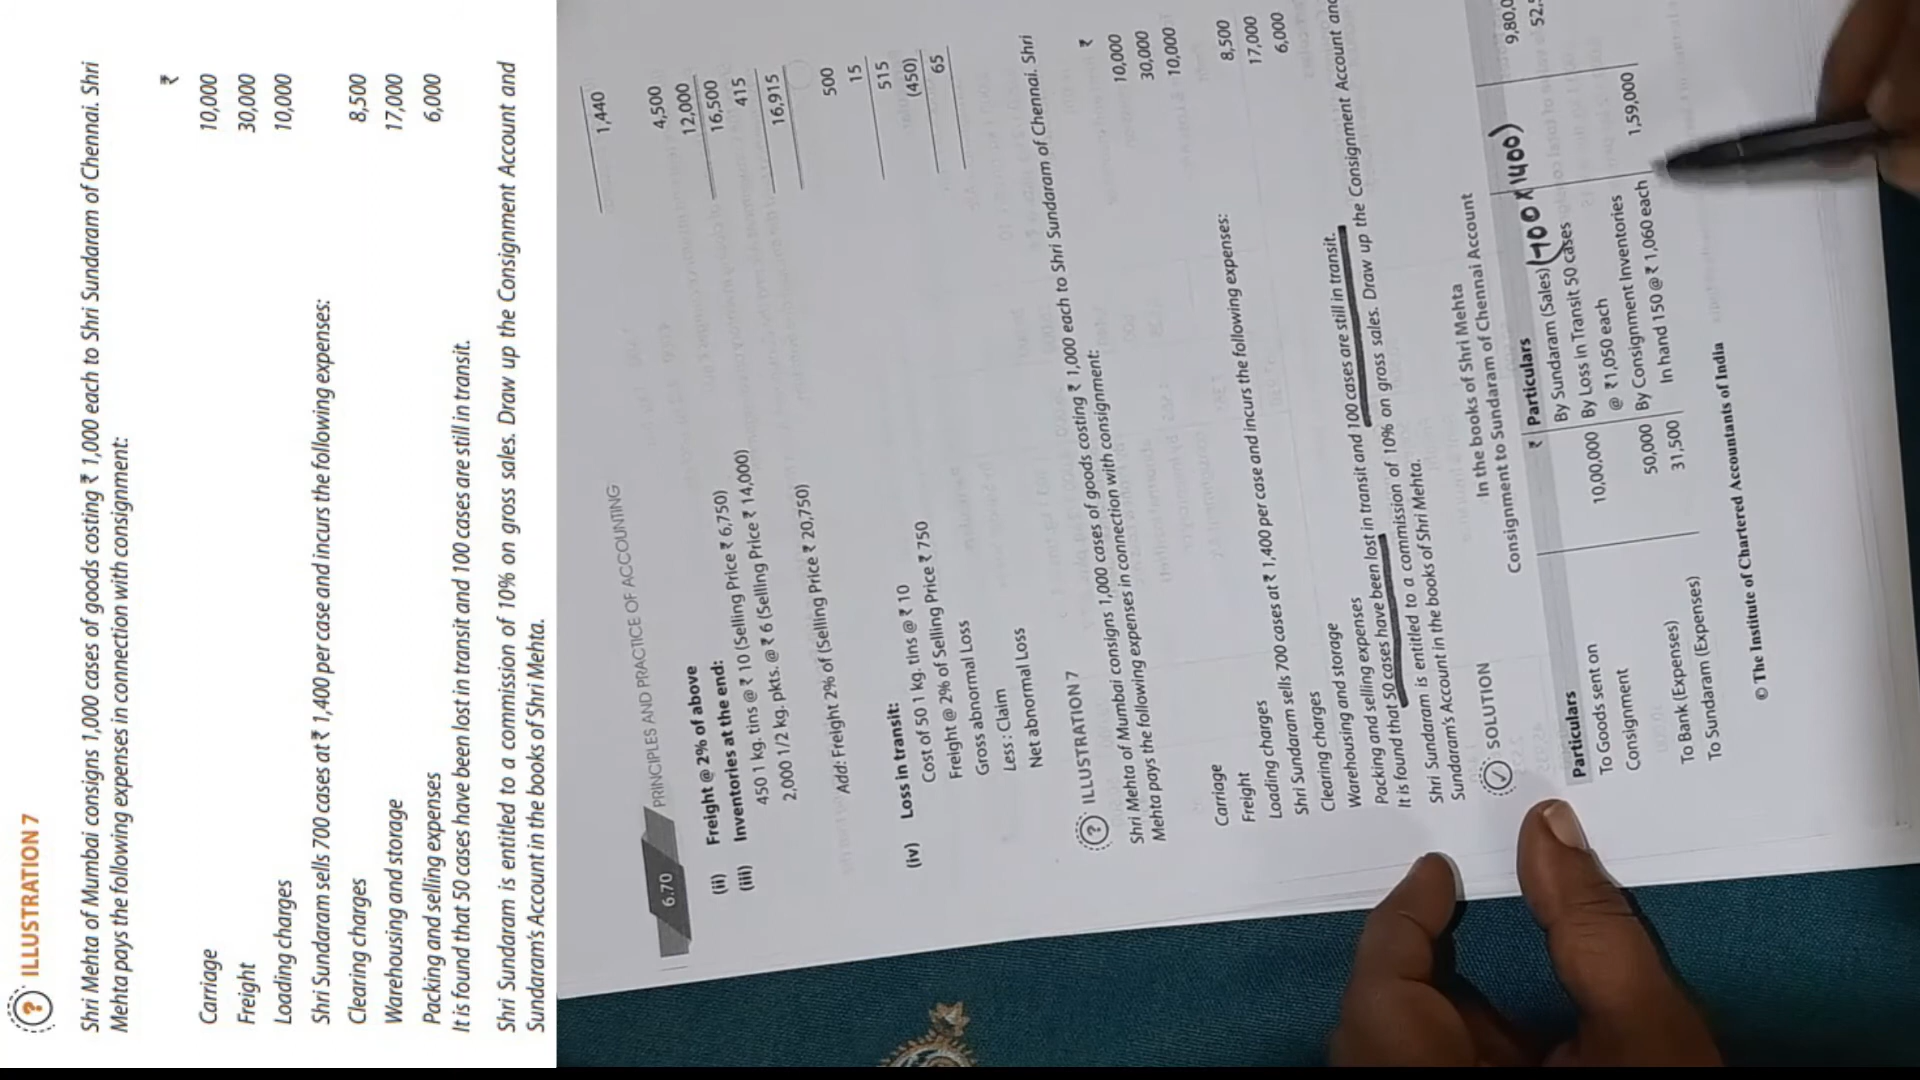 ILLUSTRATION 7
Shri Mehta of Mumbai consigns 1,000 cases of goods costing ₹ 1,000 each to Shri Sundaram of Chennai. Shri
Mehta pays the following expenses in connection with consignment:
₹
Carriage 10,000
Freight 30,000
Loading charges 10,000
Shri Sundaram sells 700 cases at ₹ 1,400 per case and incurs the following expenses:
Clearing charges 8,500
Warehousing and storage 17,000
Packing and selling expenses 6,000
It is found that 50 cases have been lost in transit and 100 cases are still in transit.
Shri Sundaram is entitled to a commission of 10% on gross sales. Draw up the Consignment Account and
Sundaram's Account in the books of Shri Mehta.
6.70 PRINCIPLES AND PRACTICE OF ACCOUNTING
1,440
(ii) Freight @ 2% of above
(iii) Inventories at the end:
450 1 kg. tins @ ₹ 10 (Selling Price ₹ 6,750) 4,500
2,000 1/2 kg. pkts. @ ₹ 6 (Selling Price ₹ 14,000) 12,000
16,500
Add: Freight 2% of (Selling Price ₹ 20,750) 415
16,915
(iv) Loss in transit:
Cost of 50 1 kg. tins @ ₹ 10 500
Freight @ 2% of Selling Price ₹ 750 15
Gross abnormal Loss 515
Less : Claim (450)
Net abnormal Loss 65
ILLUSTRATION 7
Shri Mehta of Mumbai consigns 1,000 cases of goods costing ₹ 1,000 each to Shri Sundaram of Chennai. Shri
Mehta pays the following expenses in connection with consignment:
₹
Carriage 10,000
Freight 30,000
Loading charges 10,000
Shri Sundaram sells 700 cases at ₹ 1,400 per case and incurs the following expenses:
Clearing charges 8,500
Warehousing and storage 17,000
Packing and selling expenses 6,000
It is found that 50 cases have been lost in transit and 100 cases are still in transit.
Shri Sundaram is entitled to a commission of 10% on gross sales. Draw up the Consignment Account and
Sundaram's Account in the books of Shri Mehta.
SOLUTION
In the books of Shri Mehta
Consignment to Sundaram of Chennai Account
Particulars ₹ Particulars
To Goods sent on 10,00,000 By Sundaram (Sales) (700 x 1400) 9,80,0
Consignment By Loss in Transit 50 cases 52,5
@ ₹ 1,050 each
To Bank (Expenses) 50,000 By Consignment Inventories
To Sundaram (Expenses) 31,500 In hand 150 @ ₹ 1,060 each 1,59,000
© The Institute of Chartered Accountants of India